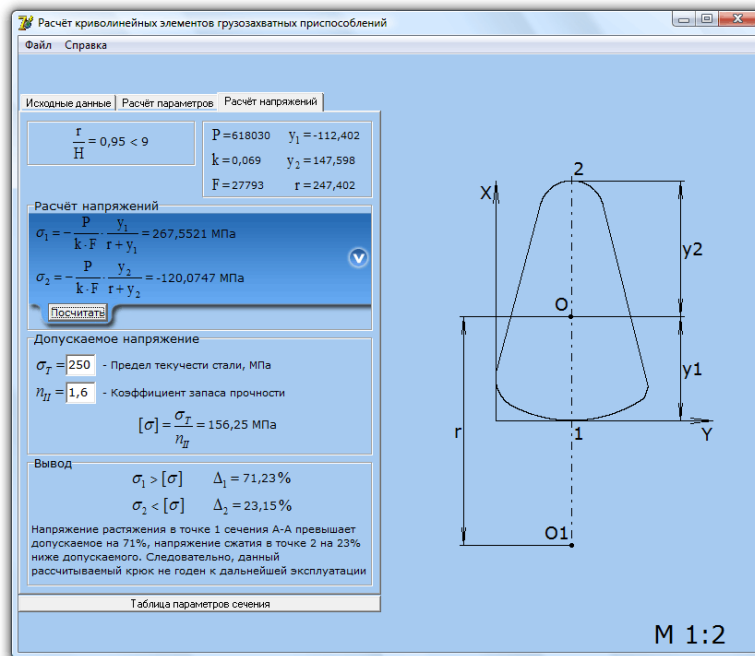 Расчёт криволинейных элементов грузозахватных приспособлений
Файл Справка
Исходные данные Расчёт параметров Расчёт напряжений
r/H = 0,95 < 9
P=618030 y₁=-112,402
k=0,069 y₂=147,598
F=27793 r=247,402
Расчёт напряжений
σ₁ = -P/(k·F) · y₁/(r+y₁) = 267,5521 МПа
σ₂ = -P/(k·F) · y₂/(r+y₂) = -120,0747 МПа
Посчитать
Допускаемое напряжение
σ_T = 250 - Предел текучести стали, МПа
n_П = 1,6 - Коэффициент запаса прочности
[σ] = σ_T/n_П = 156,25 МПа
Вывод
σ₁ > [σ] Δ₁ = 71,23%
σ₂ < [σ] Δ₂ = 23,15%
Напряжение растяжения в точке 1 сечения А-А превышает
допускаемое на 71%, напряжение сжатия в точке 2 на 23%
ниже допускаемого. Следовательно, данный
рассчитываемый крюк не годен к дальнейшей эксплуатации
Таблица параметров сечения
2
X
y2
O
y1
r
1
Y
O1
М 1:2